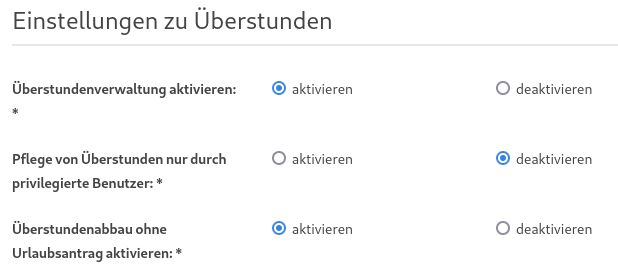 Einstellungen zu Überstunden
Überstundenverwaltung aktivieren: aktivieren deaktivieren
*
Pflege von Überstunden nur durch aktivieren deaktivieren
privilegierte Benutzer: *
Überstundenabbau ohne aktivieren deaktivieren
Urlaubsantrag aktivieren: *